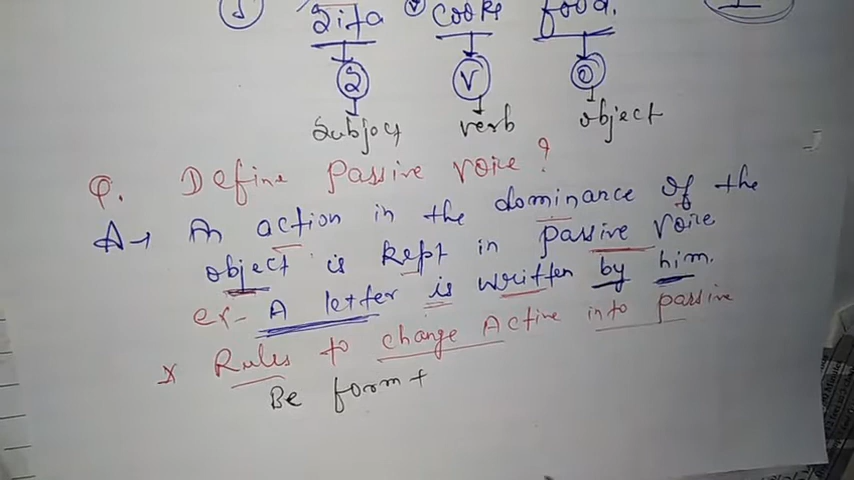 Sita cooks food.
S V O
Subject verb object
Q. Define Passive voice?
A→ An action in the dominance of the
object is kept in passive voice
ex- A letter is written by him.
x Rules to change Active into passive
Be form +